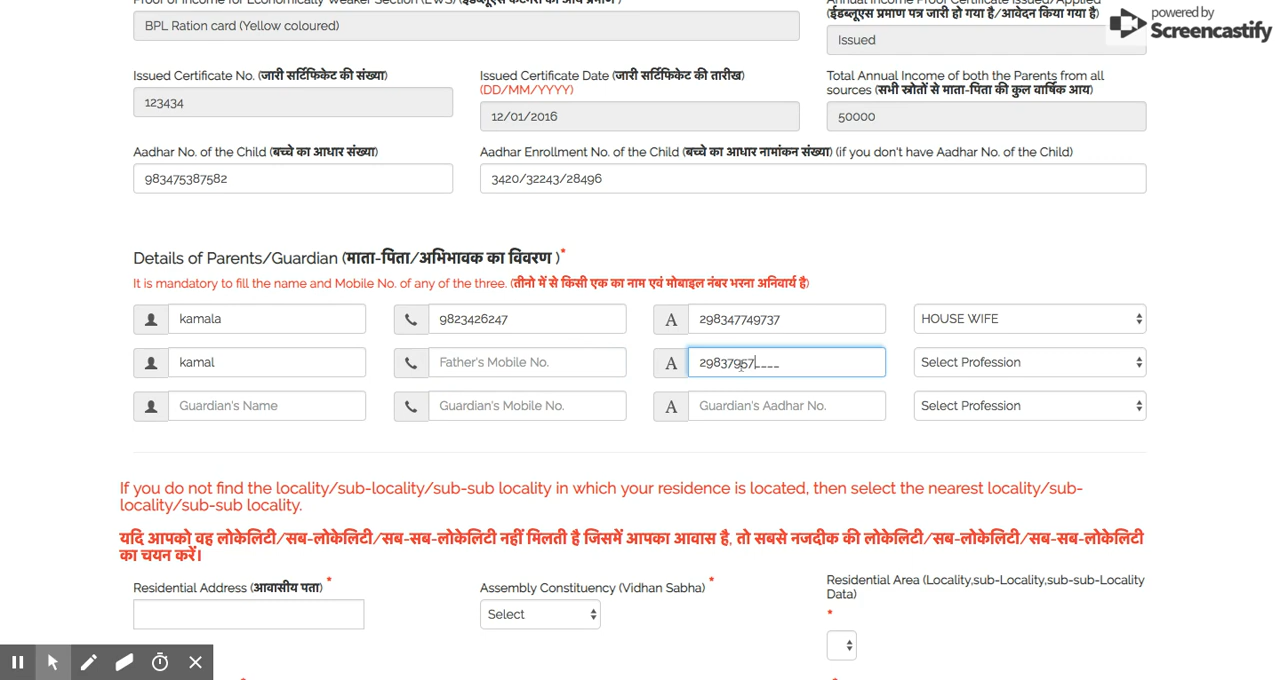 powered by
Screencastify
(ईडब्लूएस प्रमाण पत्र जारी हो गया है/आवेदन किया गया है)
BPL Ration card (Yellow coloured)
Issued
Issued Certificate No. (जारी सर्टिफिकेट की संख्या)
123434
Issued Certificate Date (जारी सर्टिफिकेट की तारीख)
(DD/MM/YYYY)
12/01/2016
Total Annual Income of both the Parents from all
sources (सभी स्रोतों से माता-पिता की कुल वार्षिक आय)
50000
Aadhar No. of the Child (बच्चे का आधार संख्या)
983475387582
Aadhar Enrollment No. of the Child (बच्चे का आधार नामांकन संख्या) (if you don't have Aadhar No. of the Child)
3420/32243/28496
Details of Parents/Guardian (माता-पिता/अभिभावक का विवरण )*
It is mandatory to fill the name and Mobile No. of any of the three. (तीनो में से किसी एक का नाम एवं मोबाइल नंबर भरना अनिवार्य है)
kamala 9823426247 A 298347749737 HOUSE WIFE
kamal Father's Mobile No. A 29837957____ Select Profession
Guardian's Name Guardian's Mobile No. A Guardian's Aadhar No. Select Profession
If you do not find the locality/sub-locality/sub-sub locality in which your residence is located, then select the nearest locality/sub-
locality/sub-sub locality.
यदि आपको वह लोकेलिटी/सब-लोकेलिटी/सब-सब-लोकेलिटी नहीं मिलती है जिसमें आपका आवास है, तो सबसे नजदीक की लोकेलिटी/सब-लोकेलिटी/सब-सब-लोकेलिटी
का चयन करें।
Residential Address (आवासीय पता) *
Assembly Constituency (Vidhan Sabha) *
Select
Residential Area (Locality,sub-Locality,sub-sub-Locality
Data)
*